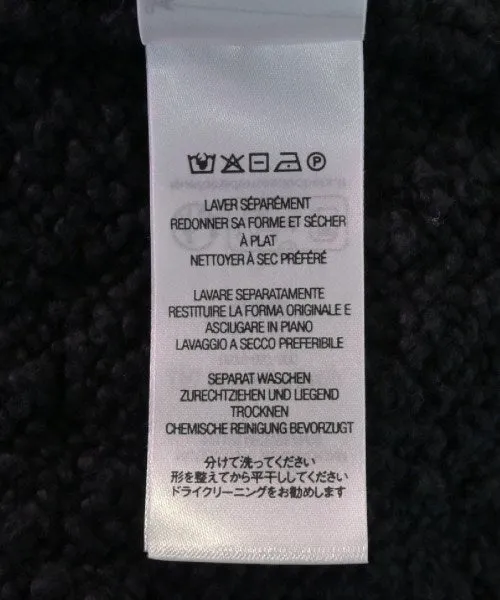 LAVER SÉPARÉMENT
REDONNER SA FORME ET SÉCHER
À PLAT
NETTOYER À SEC PRÉFÉRÉ
LAVARE SEPARATAMENTE
RESTITUIRE LA FORMA ORIGINALE E
ASCIUGARE IN PIANO
LAVAGGIO A SECCO PREFERIBILE
SEPARAT WASCHEN
ZURECHTZIEHEN UND LIEGEND
TROCKNEN
CHEMISCHE REINIGUNG BEVORZUGT
分けて洗ってください
形を整えてから平干ししてください
ドライクリーニングをお勧めします